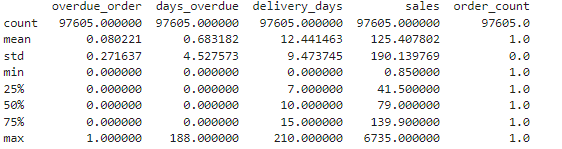 overdue_order days_overdue delivery_days sales order_count
count 97605.000000 97605.000000 97605.000000 97605.000000 97605.0
mean 0.080221 0.683182 12.441463 125.407802 1.0
std 0.271637 4.527573 9.473745 190.139769 0.0
min 0.000000 0.000000 0.000000 0.850000 1.0
25% 0.000000 0.000000 7.000000 41.500000 1.0
50% 0.000000 0.000000 10.000000 79.000000 1.0
75% 0.000000 0.000000 15.000000 139.900000 1.0
max 1.000000 188.000000 210.000000 6735.000000 1.0